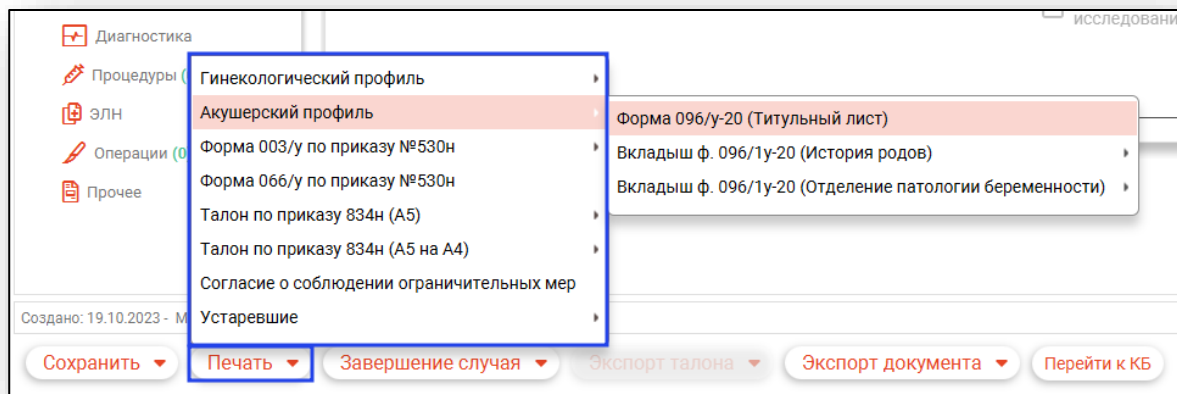 исследовани
Диагностика
Процедуры (
ЭЛН
Операции (0
Прочее
Гинекологический профиль
Акушерский профиль
Форма 003/у по приказу №530н
Форма 066/у по приказу №530н
Талон по приказу 834н (А5)
Талон по приказу 834н (А5 на А4)
Согласие о соблюдении ограничительных мер
Устаревшие
Форма 096/у-20 (Титульный лист)
Вкладыш ф. 096/1у-20 (История родов)
Вкладыш ф. 096/1у-20 (Отделение патологии беременности)
Создано: 19.10.2023 - М
Сохранить
Печать
Завершение случая
Экспорт талона
Экспорт документа
Перейти к КБ